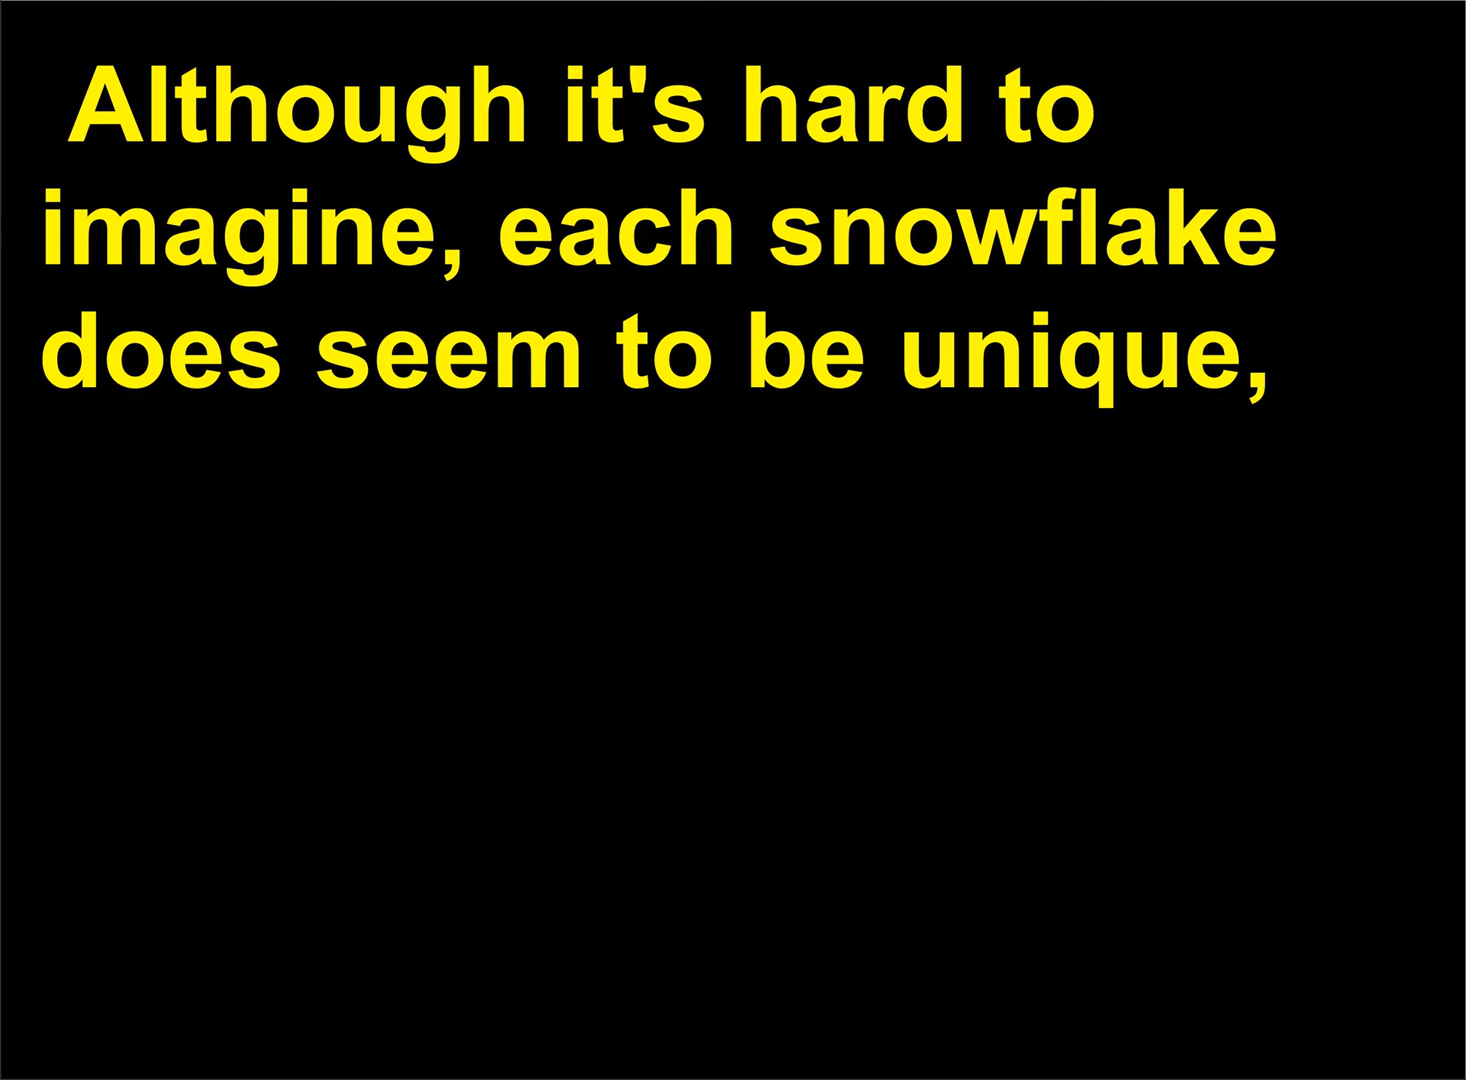 Although it's hard to
imagine, each snowflake
does seem to be unique,